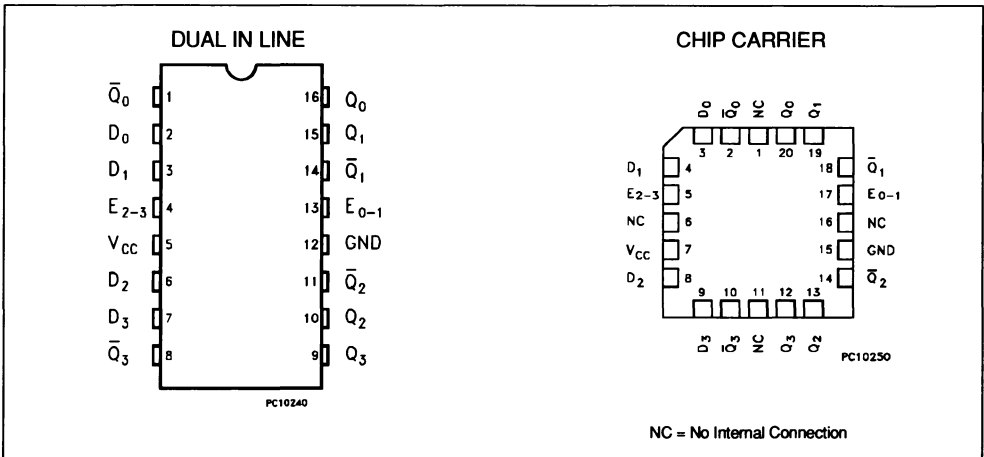 DUAL IN LINE
Q̅0 1 16 Q0
D0 2 15 Q1
D1 3 14 Q̅1
E2-3 4 13 E0-1
VCC 5 12 GND
D2 6 11 Q̅2
D3 7 10 Q2
Q̅3 8 9 Q3
PC10240
CHIP CARRIER
D0 Q̅0 NC Q0 Q1
3 2 1 20 19
D1 4 18 Q̅1
E2-3 5 17 E0-1
NC 6 16 NC
VCC 7 15 GND
D2 8 14 Q̅2
9 10 11 12 13
D3 Q̅3 NC Q3 Q2
PC10250
NC = No Internal Connection